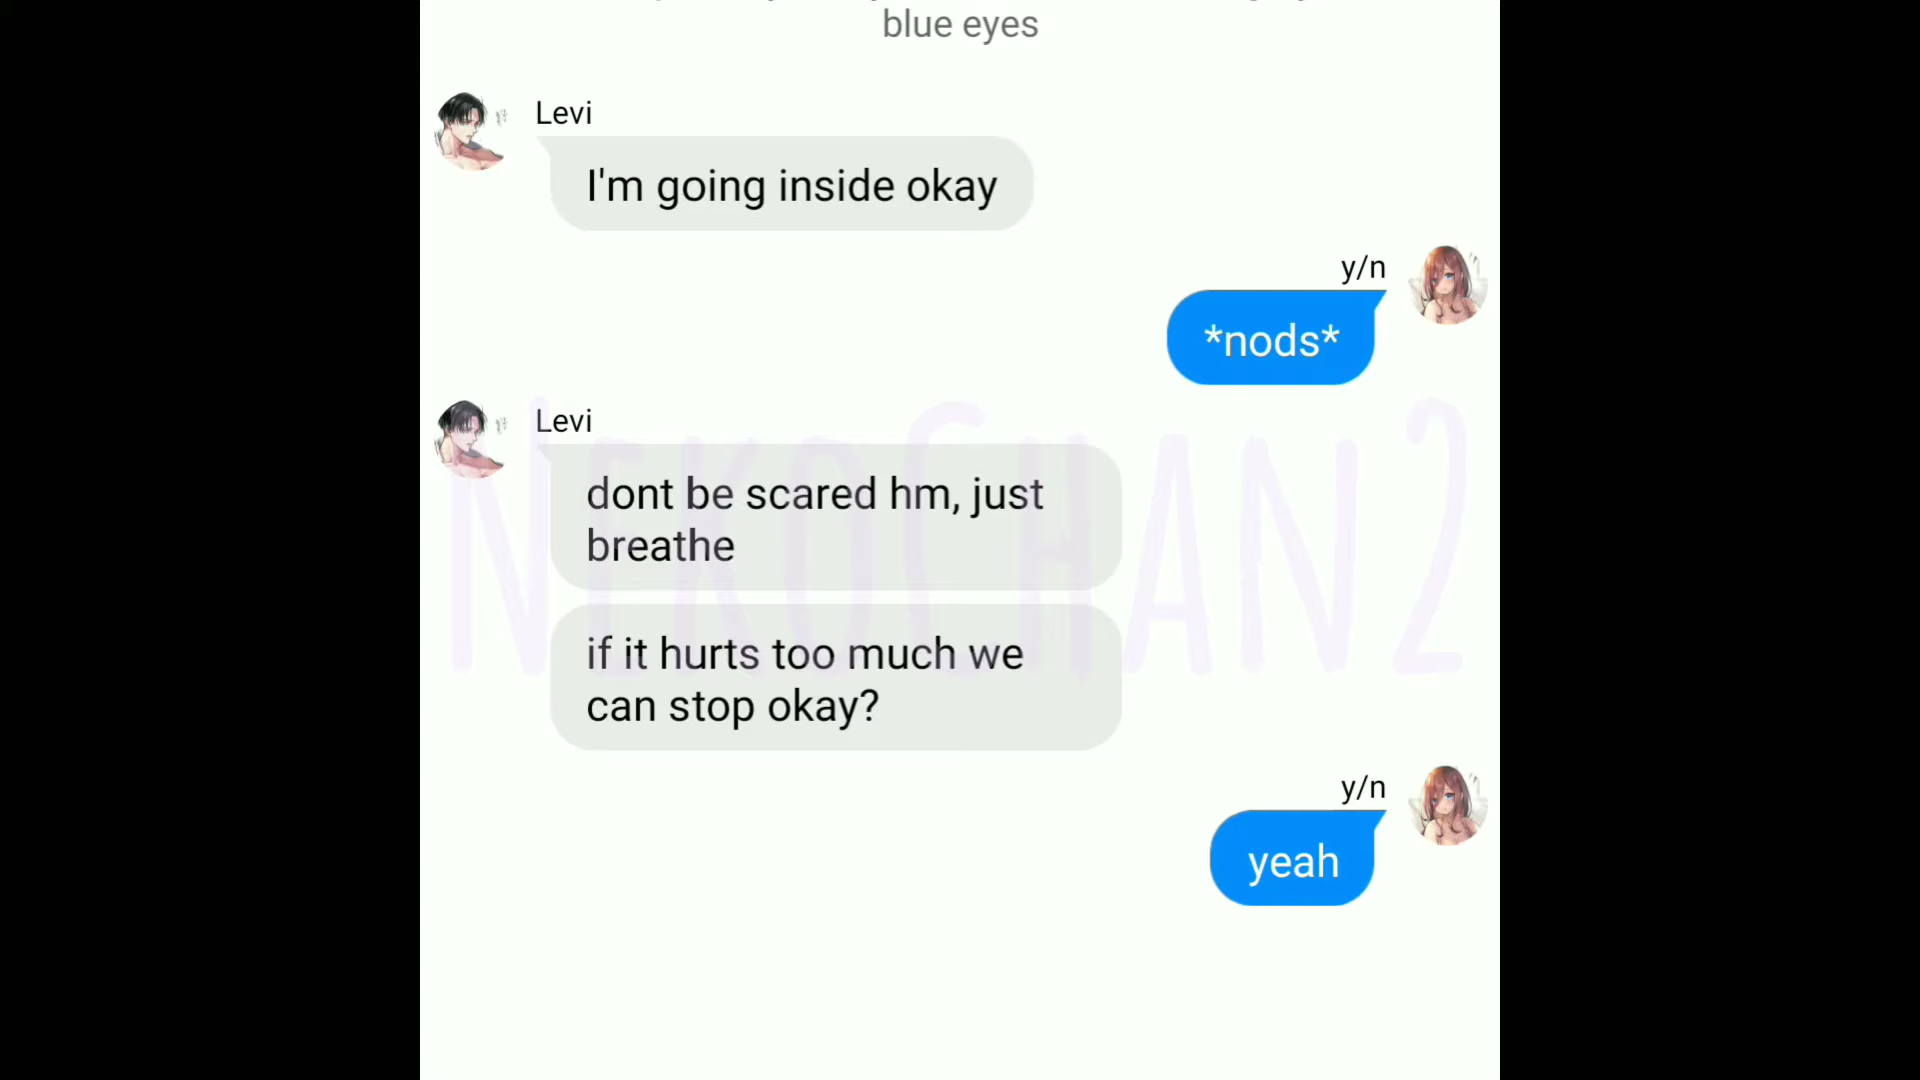 blue eyes
Levi
I'm going inside okay
y/n
*nods*
Levi
dont be scared hm, just
breathe
if it hurts too much we
can stop okay?
y/n
yeah
NEKOCHAN2